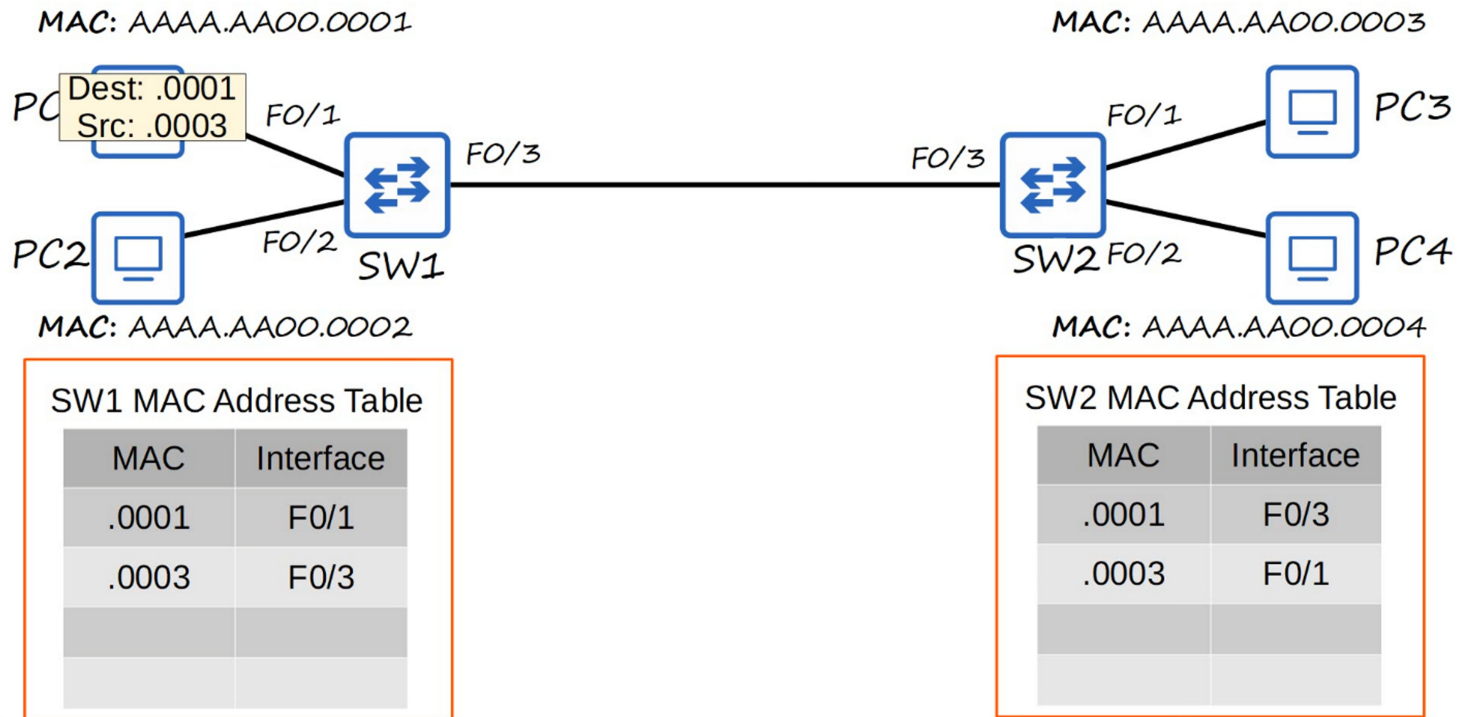 MAC: AAAA.AA00.0001
MAC: AAAA.AA00.0003
PC
Dest: .0001
Src: .0003
F0/1
F0/3
F0/3
F0/1
PC3
PC2
F0/2
SW1
SW2
F0/2
PC4
MAC: AAAA.AA00.0002
MAC: AAAA.AA00.0004
SW1 MAC Address Table
MAC Interface
.0001 F0/1
.0003 F0/3
SW2 MAC Address Table
MAC Interface
.0001 F0/3
.0003 F0/1